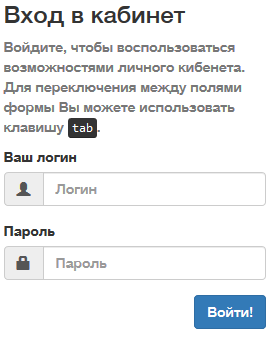 Вход в кабинет
Войдите, чтобы воспользоваться
возможностями личного кибенета.
Для переключения между полями
формы Вы можете использовать
клавишу tab.
Ваш логин
Логин
Пароль
Пароль
Войти!